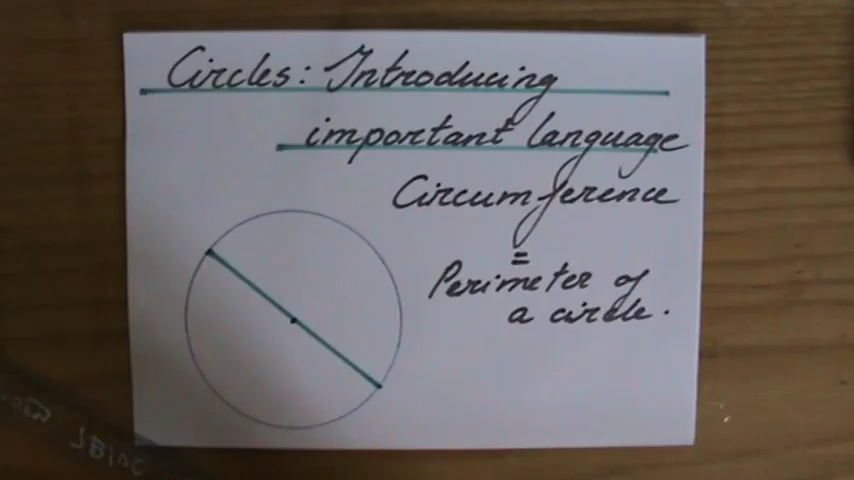 Circles: Introducing
important language
Circumference
=
Perimeter of
a circle.